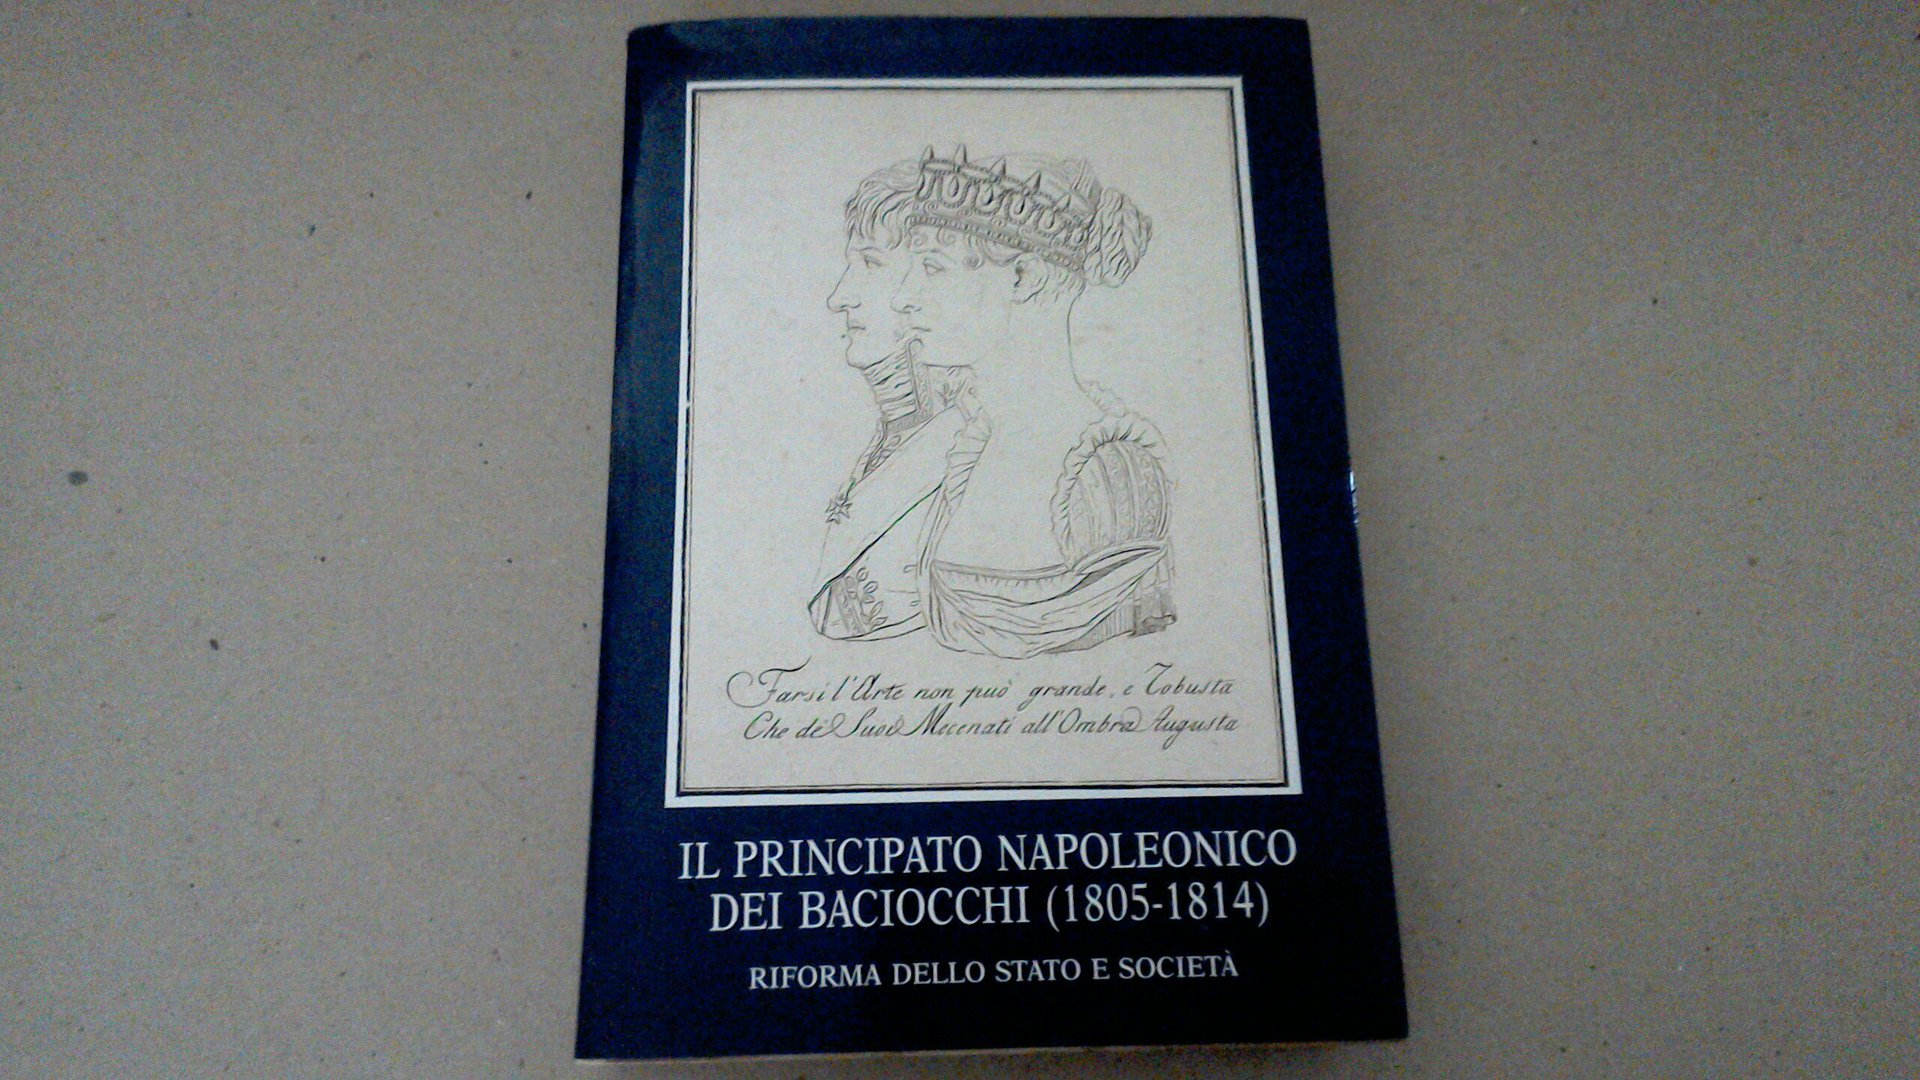 Farsi l'Arte non può grande, e Robusta
Che de' Suoi Mecenati all'Ombra Augusta
IL PRINCIPATO NAPOLEONICO
DEI BACIOCCHI (1805-1814)
RIFORMA DELLO STATO E SOCIETÀ